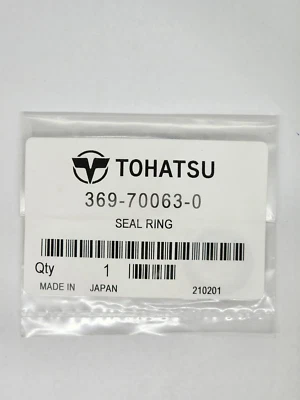 TOHATSU
369-70063-0
SEAL RING
Qty 1
MADE IN JAPAN 210201